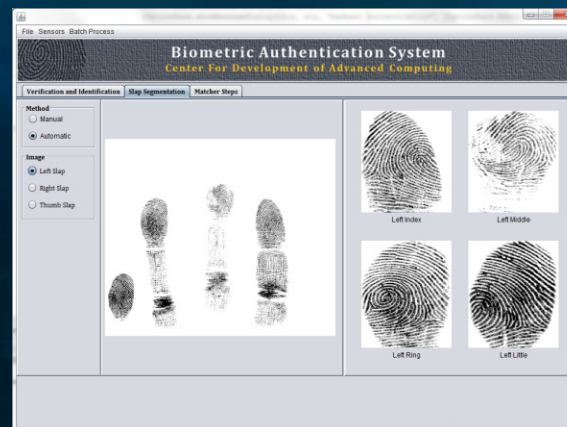 File Sensors Batch Process
Biometric Authentication System
Center For Development of Advanced Computing
Verification and Identification Slap Segmentation Matcher Steps
Method
Manual
Automatic
Image
Left Slap
Right Slap
Thumb Slap
Left Index Left Middle
Left Ring Left Little